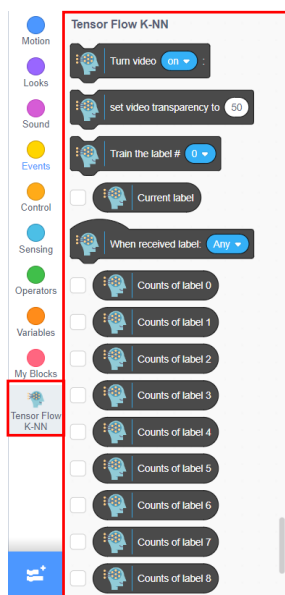 Motion
Looks
Sound
Events
Control
Sensing
Operators
Variables
My Blocks
Tensor Flow
K-NN
Tensor Flow K-NN
Turn video on :
set video transparency to 50
Train the label # 0
Current label
When received label: Any
Counts of label 0
Counts of label 1
Counts of label 2
Counts of label 3
Counts of label 4
Counts of label 5
Counts of label 6
Counts of label 7
Counts of label 8